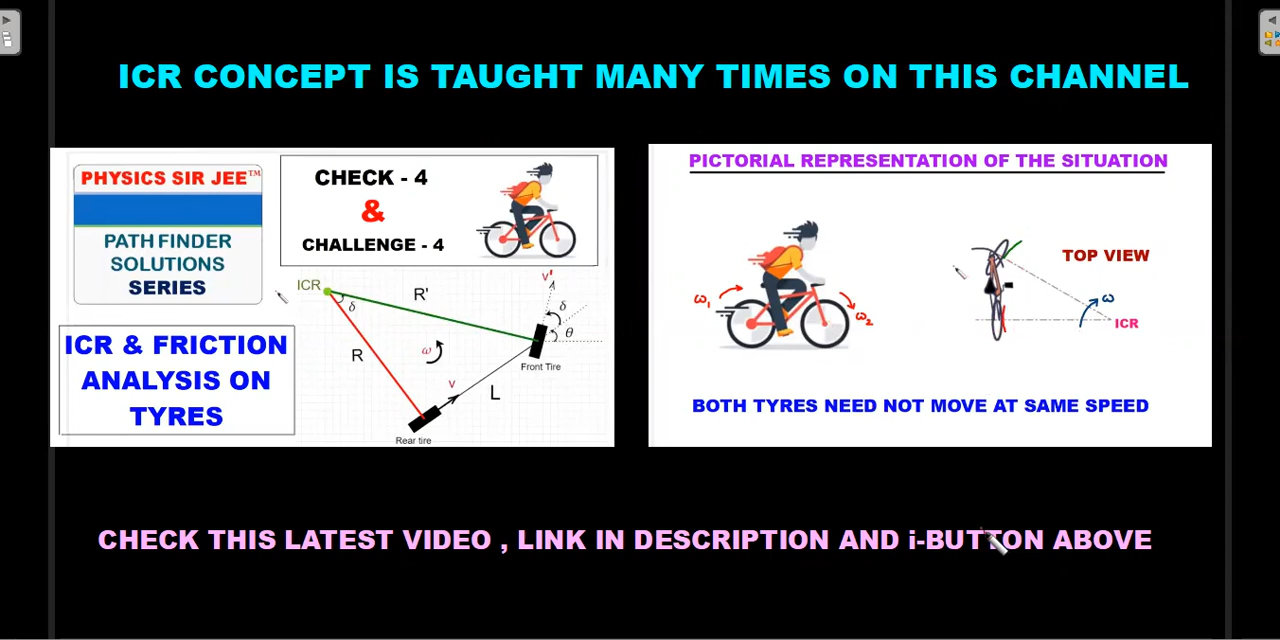 ICR CONCEPT IS TAUGHT MANY TIMES ON THIS CHANNEL
PHYSICS SIR JEE™
PATH FINDER
SOLUTIONS
SERIES
CHECK - 4
&
CHALLENGE - 4
ICR & FRICTION
ANALYSIS ON
TYRES
ICR
δ
R'
R
ω
v
L
v'
δ
θ
Front Tire
Rear tire
PICTORIAL REPRESENTATION OF THE SITUATION
ω₁
ω₂
TOP VIEW
ω
ICR
BOTH TYRES NEED NOT MOVE AT SAME SPEED
CHECK THIS LATEST VIDEO , LINK IN DESCRIPTION AND i-BUTTON ABOVE